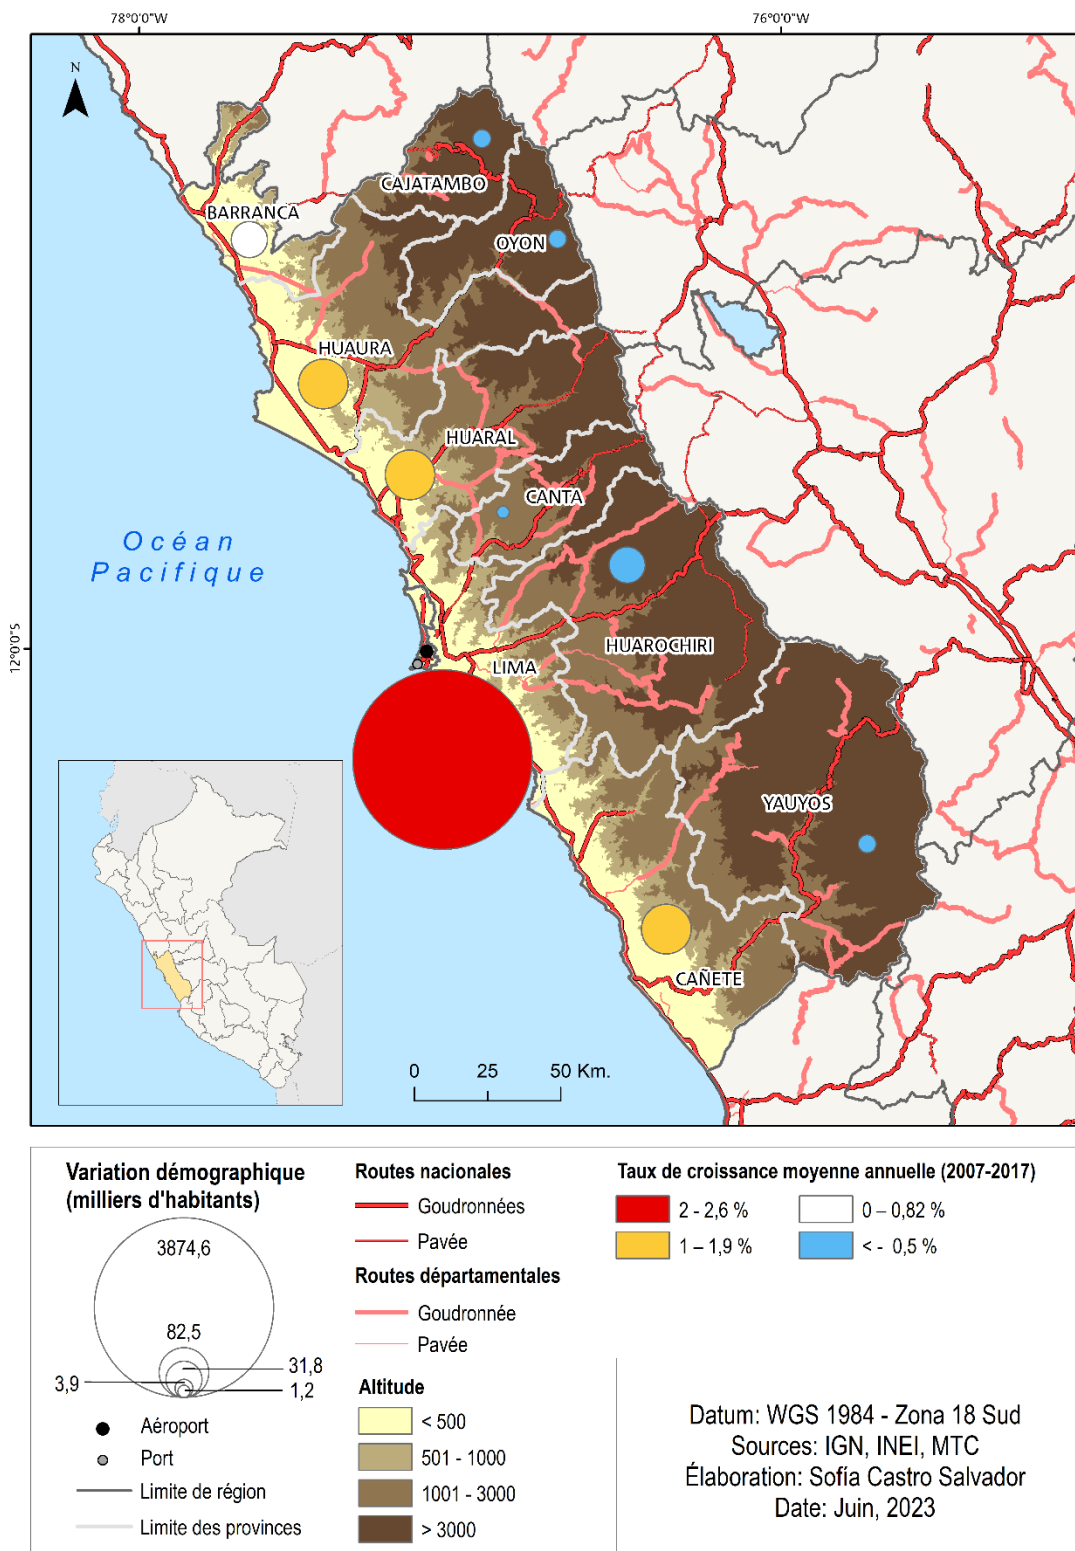 78°0'0"W
76°0'0"W
N
CAJATAMBO
BARRANCA
OYON
HUAURA
HUARAL
CANTA
Océan
Pacifique
12°0'0"S
HUAROCHIRI
LIMA
YAUYOS
CAÑETE
0 25 50 Km.
Variation démographique
(milliers d'habitants)
3874,6
82,5
31,8
3,9
1,2
Aéroport
Port
Limite de région
Limite des provinces
Routes nacionales
Goudronnées
Pavée
Routes départamentales
Goudronnée
Pavée
Altitude
< 500
501 - 1000
1001 - 3000
> 3000
Taux de croissance moyenne annuelle (2007-2017)
2 - 2,6 %
0 – 0,82 %
1 – 1,9 %
< - 0,5 %
Datum: WGS 1984 - Zona 18 Sud
Sources: IGN, INEI, MTC
Élaboration: Sofía Castro Salvador
Date: Juin, 2023